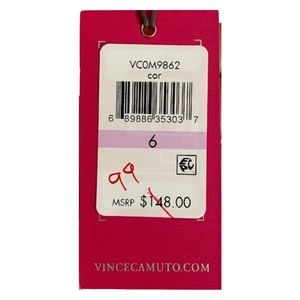 VC0M9862
cor
6 89886 35303 7
6
99
MSRP $148.00
VINCECAMUTO.COM